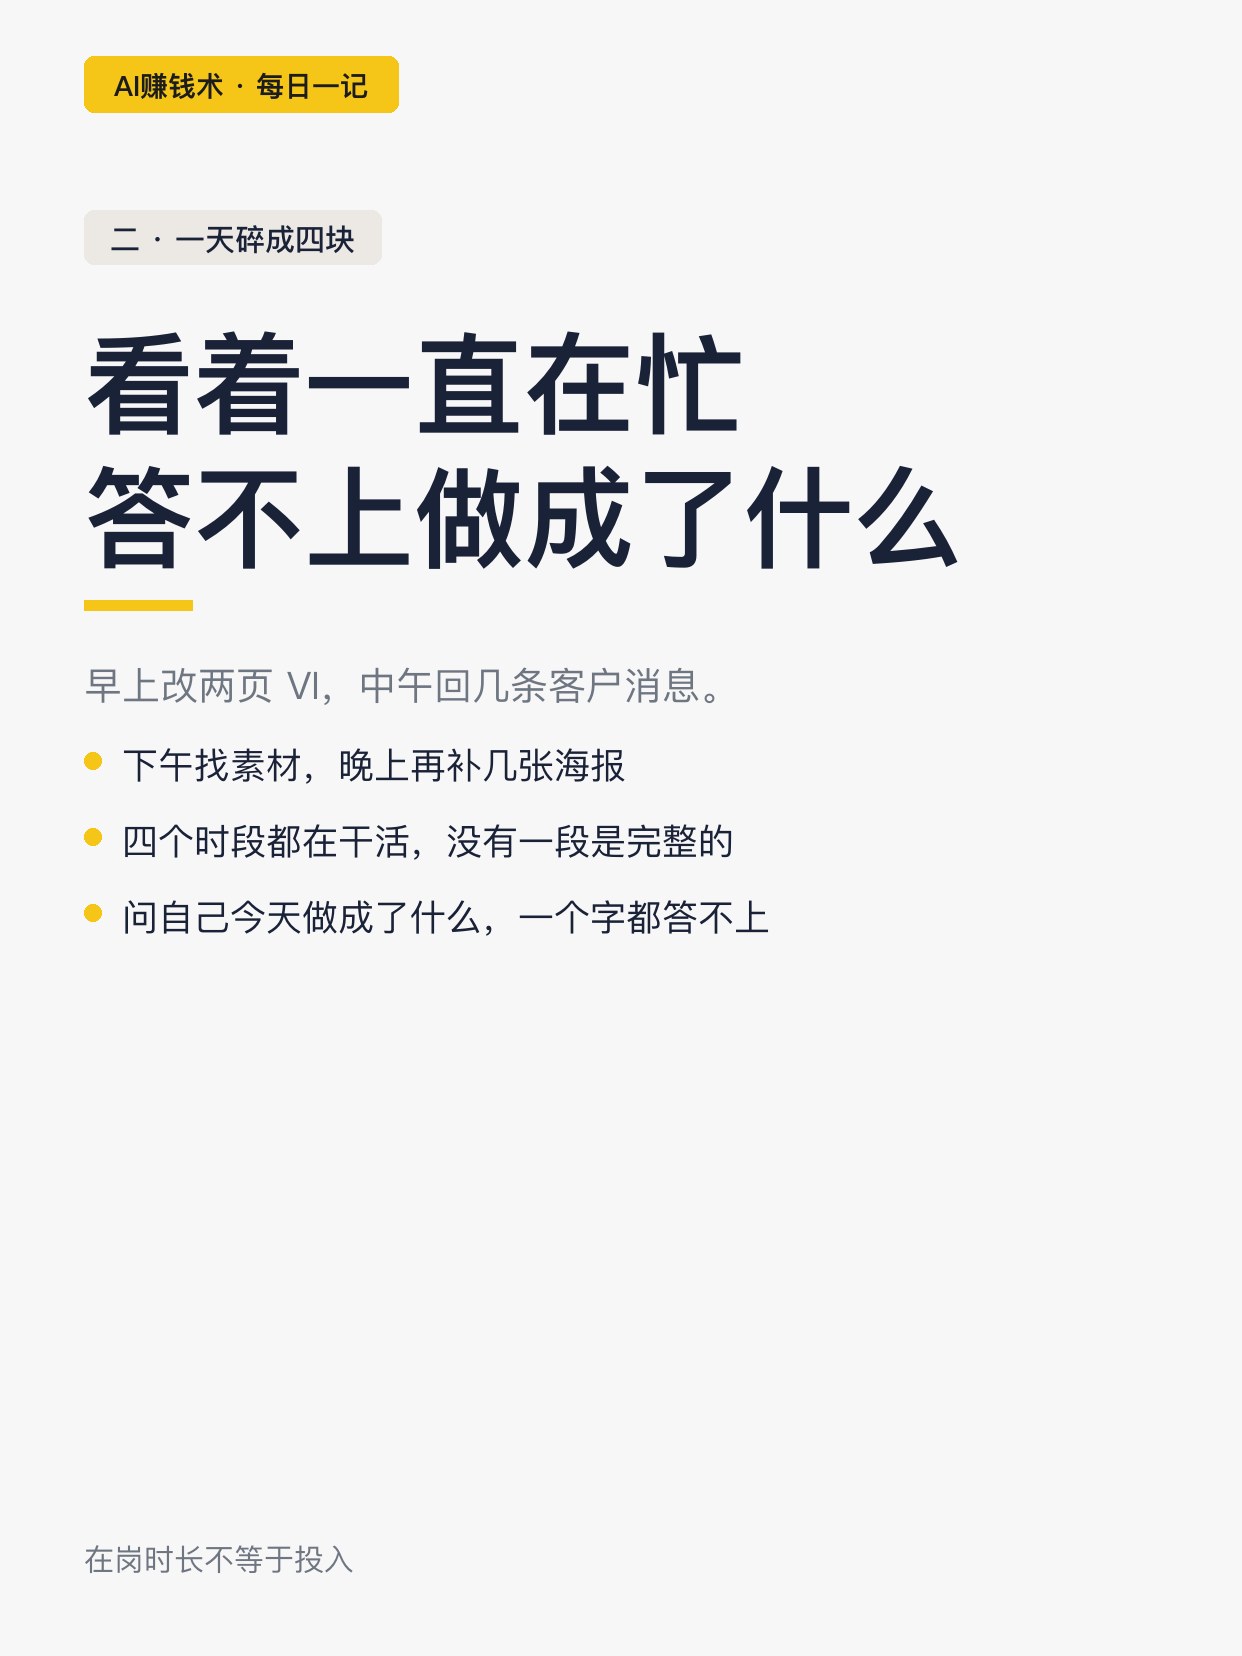 AI赚钱术 · 每日一记
二 · 一天碎成四块
看着一直在忙
答不上做成了什么
早上改两页 VI，中午回几条客户消息。
下午找素材，晚上再补几张海报
四个时段都在干活，没有一段是完整的
问自己今天做成了什么，一个字都答不上
在岗时长不等于投入